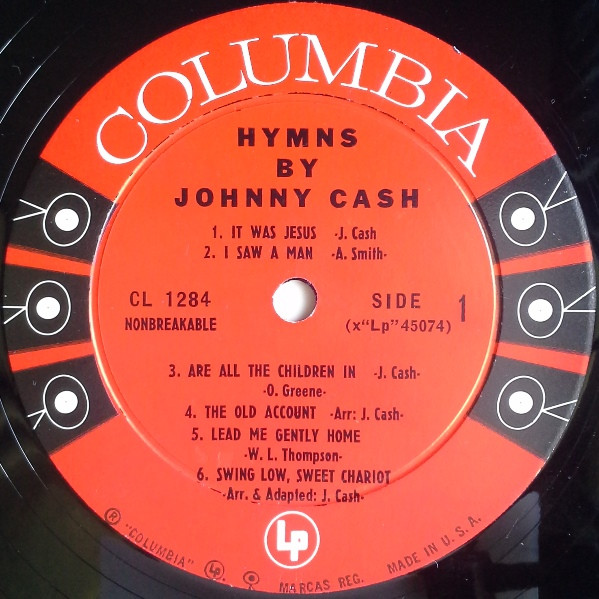 COLUMBIA
HYMNS
BY
JOHNNY CASH
1. IT WAS JESUS -J. Cash
2. I SAW A MAN -A. Smith-
CL 1284
NONBREAKABLE
SIDE 1
(x"Lp"45074)
3. ARE ALL THE CHILDREN IN -J. Cash-
-O. Greene-
4. THE OLD ACCOUNT -Arr: J. Cash-
5. LEAD ME GENTLY HOME
-W. L. Thompson-
6. SWING LOW, SWEET CHARIOT
-Arr. & Adapted: J. Cash-
Lp
® "COLUMBIA" Lp. MARCAS REG. MADE IN U. S. A.